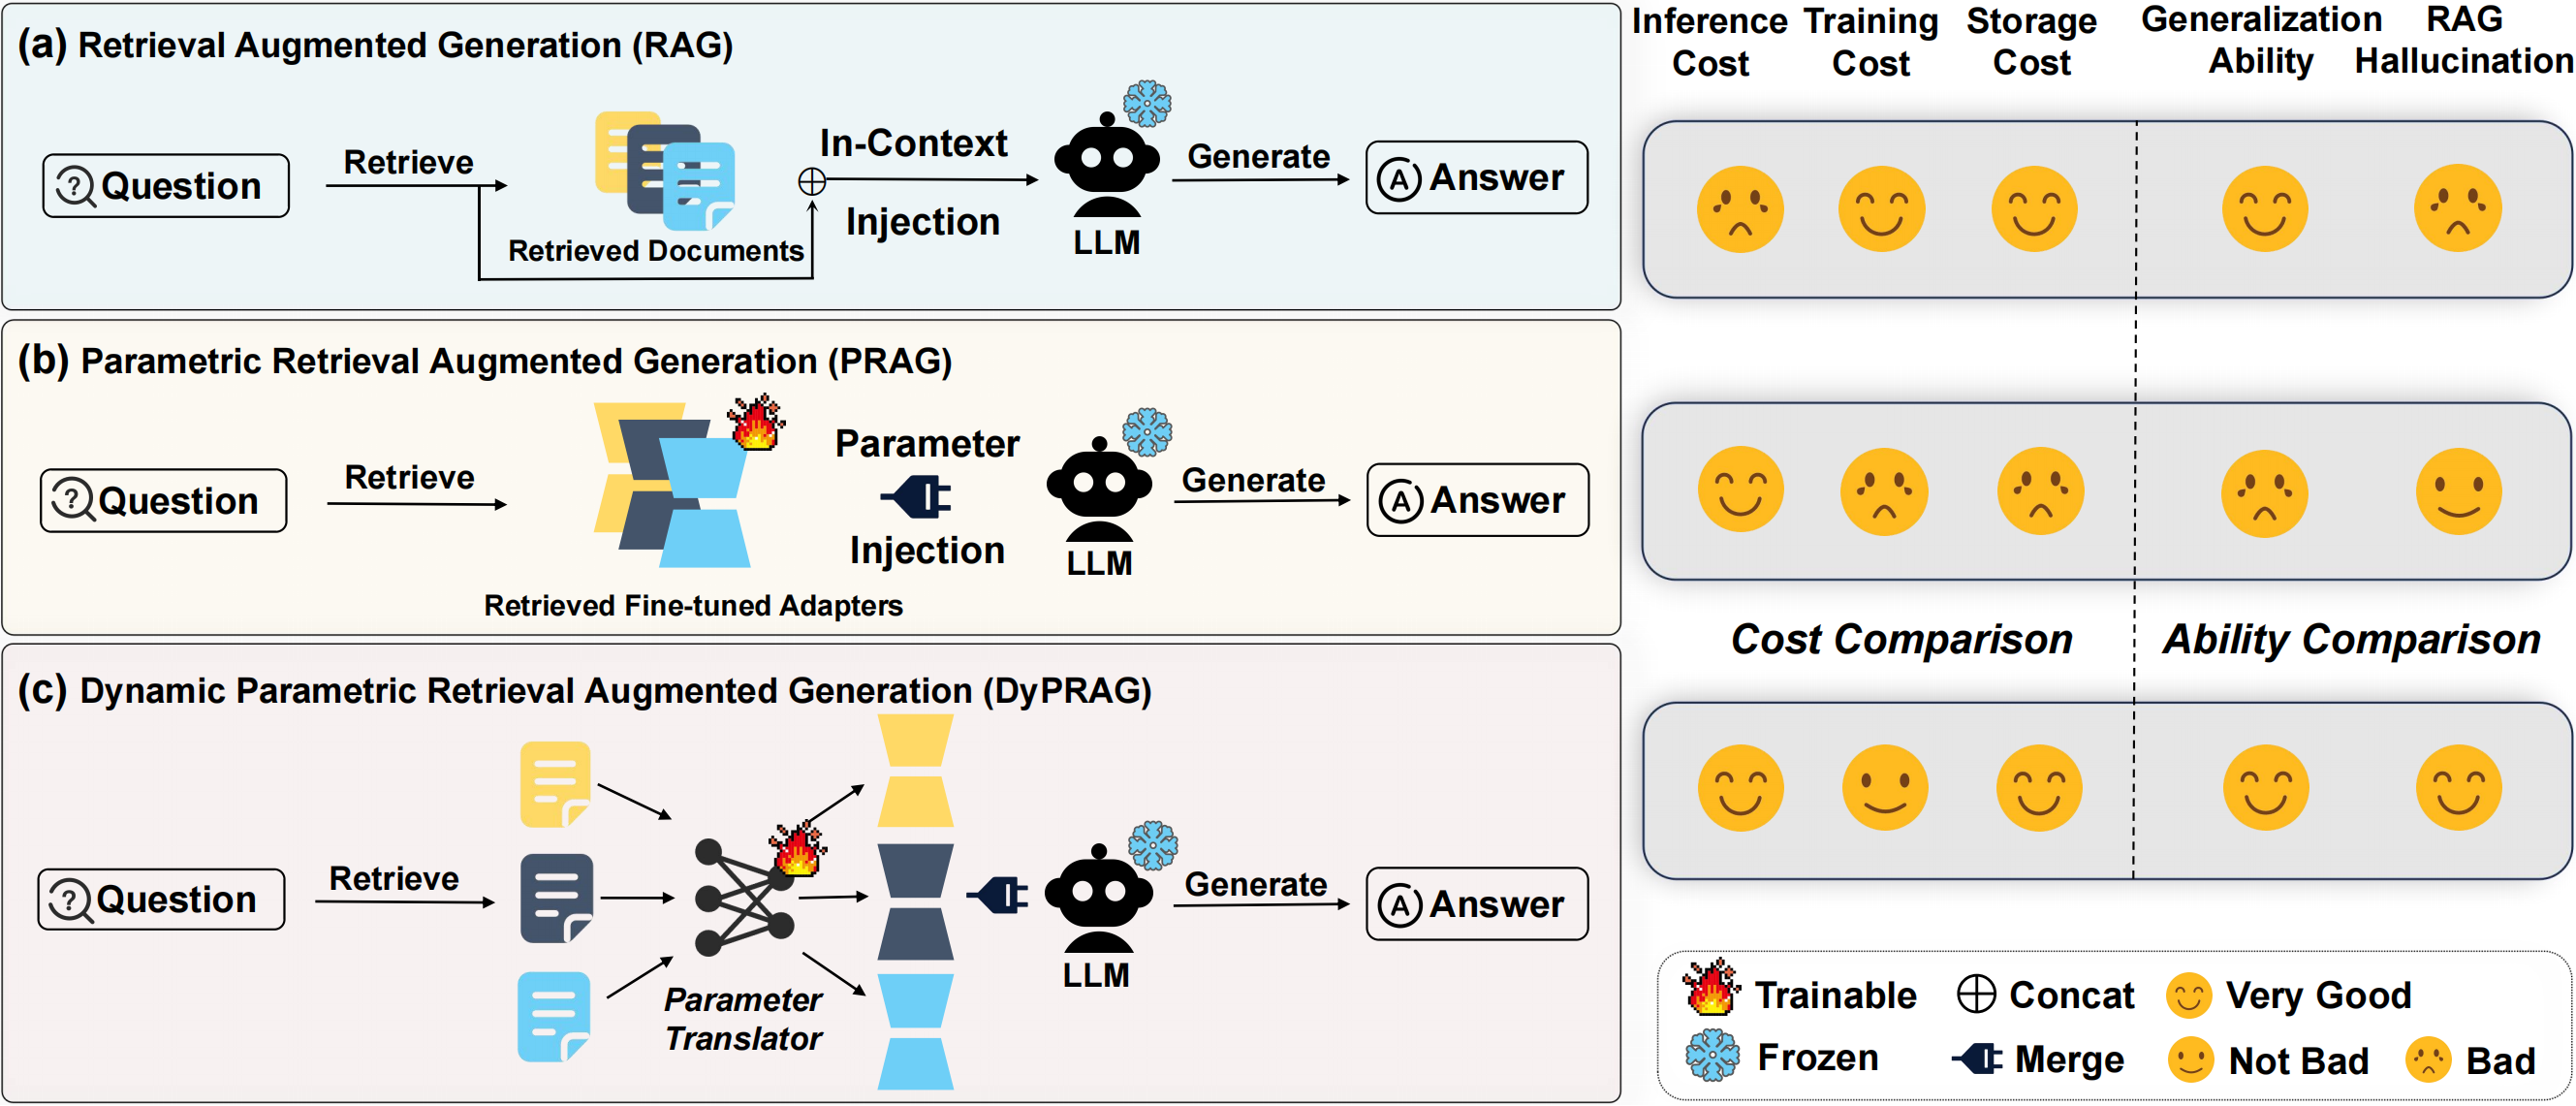 (a) Retrieval Augmented Generation (RAG)
Question
Retrieve
Retrieved Documents
In-Context
Injection
LLM
Generate
A Answer
(b) Parametric Retrieval Augmented Generation (PRAG)
Question
Retrieve
Retrieved Fine-tuned Adapters
Parameter
Injection
LLM
Generate
A Answer
(c) Dynamic Parametric Retrieval Augmented Generation (DyPRAG)
Question
Retrieve
Parameter
Translator
LLM
Generate
A Answer
Inference
Cost
Training
Cost
Storage
Cost
Generalization
Ability
RAG
Hallucination
Cost Comparison
Ability Comparison
Trainable
Concat
Very Good
Frozen
Merge
Not Bad
Bad